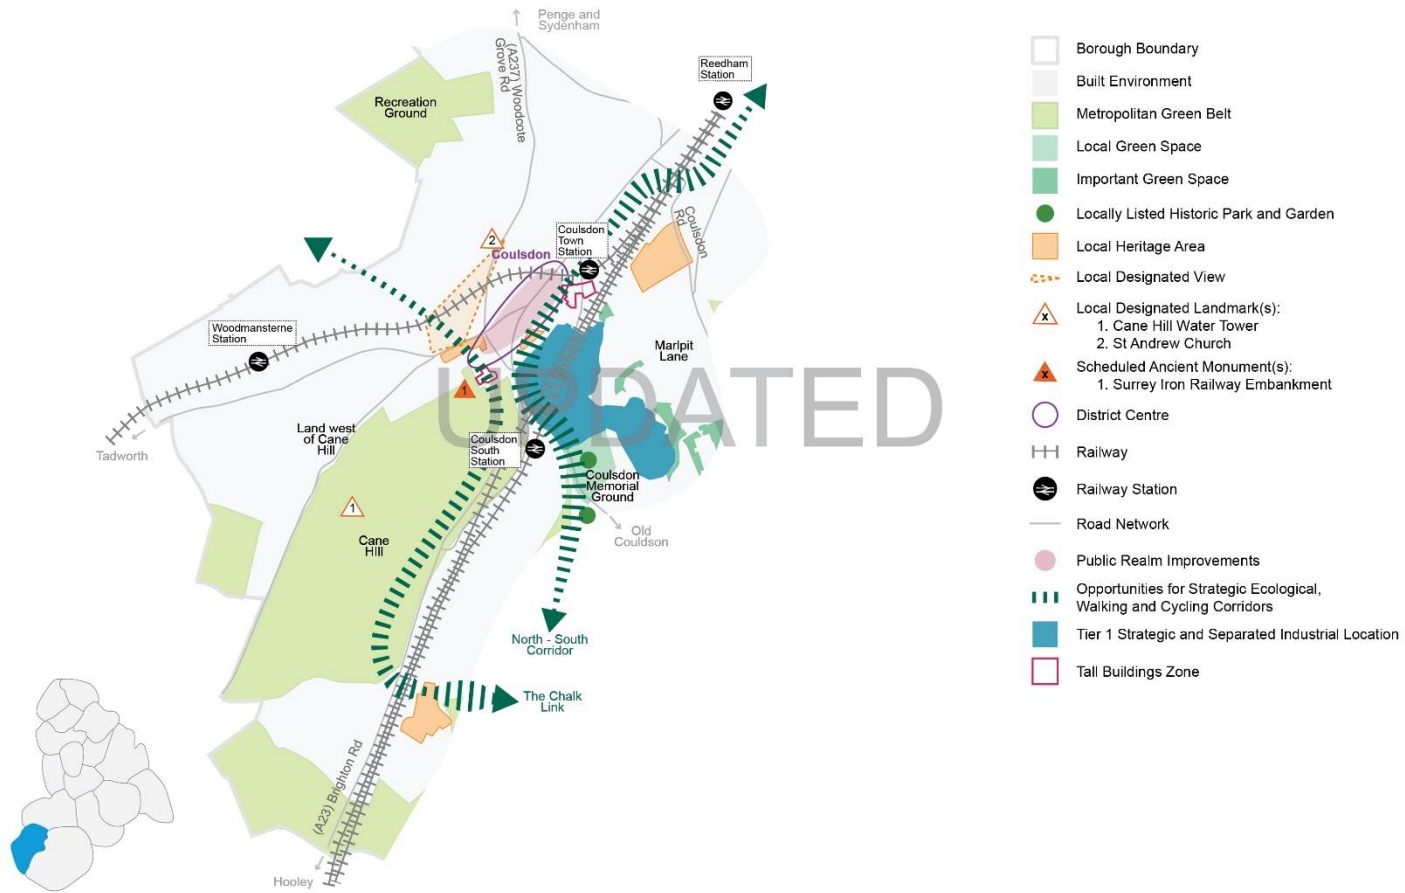 Penge and
Sydenham
(A237) Woodcote
Grove Rd
Reedham
Station
Recreation
Ground
Coulsdon
Rd
Coulsdon
Town
Station
2
Coulsdon
Woodmansterne
Station
Marlpit
Lane
UPDATED
1
Land west
of Cane
Hill
Tadworth
Coulsdon
South
Station
Coulsdon
Memorial
Ground
1
Old
Couldson
Cane
HIll
North - South
Corridor
The Chalk
Link
(A23) Brighton Rd
Hooley
Borough Boundary
Built Environment
Metropolitan Green Belt
Local Green Space
Important Green Space
Locally Listed Historic Park and Garden
Local Heritage Area
Local Designated View
x
Local Designated Landmark(s):
1. Cane Hill Water Tower
2. St Andrew Church
x
Scheduled Ancient Monument(s):
1. Surrey Iron Railway Embankment
District Centre
Railway
Railway Station
Road Network
Public Realm Improvements
Opportunities for Strategic Ecological,
Walking and Cycling Corridors
Tier 1 Strategic and Separated Industrial Location
Tall Buildings Zone